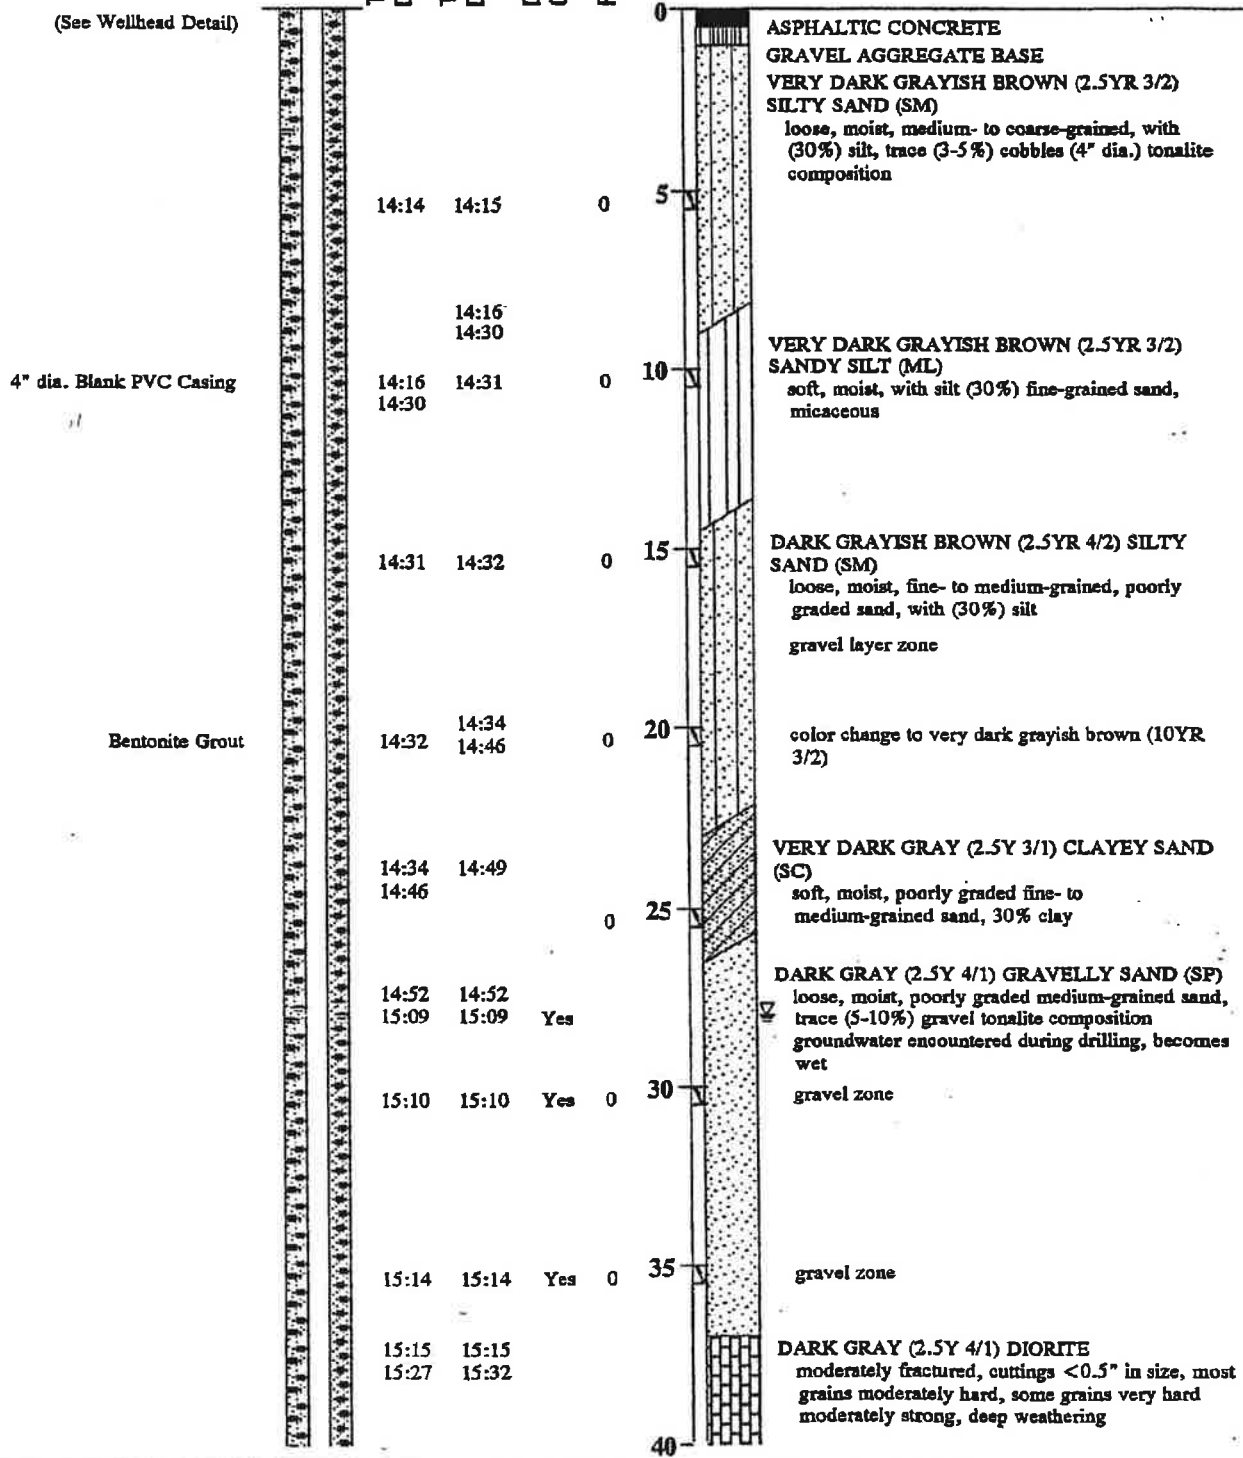 (See Wellhead Detail)
0
ASPHALTIC CONCRETE
GRAVEL AGGREGATE BASE
VERY DARK GRAYISH BROWN (2.5YR 3/2)
SILTY SAND (SM)
loose, moist, medium- to coarse-grained, with
(30%) silt, trace (3-5%) cobbles (4" dia.) tonalite
composition
14:14 14:15 0 5
14:16
14:30
VERY DARK GRAYISH BROWN (2.5YR 3/2)
SANDY SILT (ML)
4" dia. Blank PVC Casing 14:16 14:31 0 10
soft, moist, with silt (30%) fine-grained sand,
14:30
micaceous
DARK GRAYISH BROWN (2.5YR 4/2) SILTY
14:31 14:32 0 15
SAND (SM)
loose, moist, fine- to medium-grained, poorly
graded sand, with (30%) silt
gravel layer zone
14:34
Bentonite Grout 14:32 14:46 0 20
color change to very dark grayish brown (10YR
3/2)
VERY DARK GRAY (2.5Y 3/1) CLAYEY SAND
(SC)
14:34 14:49
14:46
soft, moist, poorly graded fine- to
0 25
medium-grained sand, 30% clay
DARK GRAY (2.5Y 4/1) GRAVELLY SAND (SP)
14:52 14:52
loose, moist, poorly graded medium-grained sand,
15:09 15:09 Yes
trace (5-10%) gravel tonalite composition
groundwater encountered during drilling, becomes
wet
15:10 15:10 Yes 0 30
gravel zone
15:14 15:14 Yes 0 35
gravel zone
15:15 15:15
DARK GRAY (2.5Y 4/1) DIORITE
15:27 15:32
moderately fractured, cuttings <0.5" in size, most
grains moderately hard, some grains very hard
moderately strong, deep weathering
40